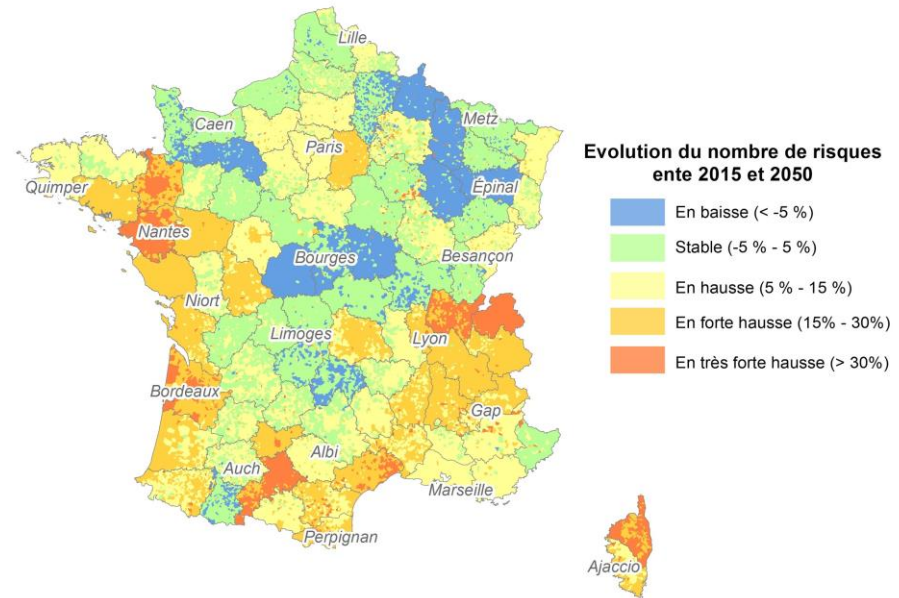 Lille
Caen
Metz
Paris
Quimper
Épinal
Nantes
Bourges
Besançon
Niort
Limoges
Lyon
Bordeaux
Gap
Albi
Auch
Marseille
Perpignan
Ajaccio
Evolution du nombre de risques
ente 2015 et 2050
En baisse (< -5 %)
Stable (-5 % - 5 %)
En hausse (5 % - 15 %)
En forte hausse (15% - 30%)
En très forte hausse (> 30%)